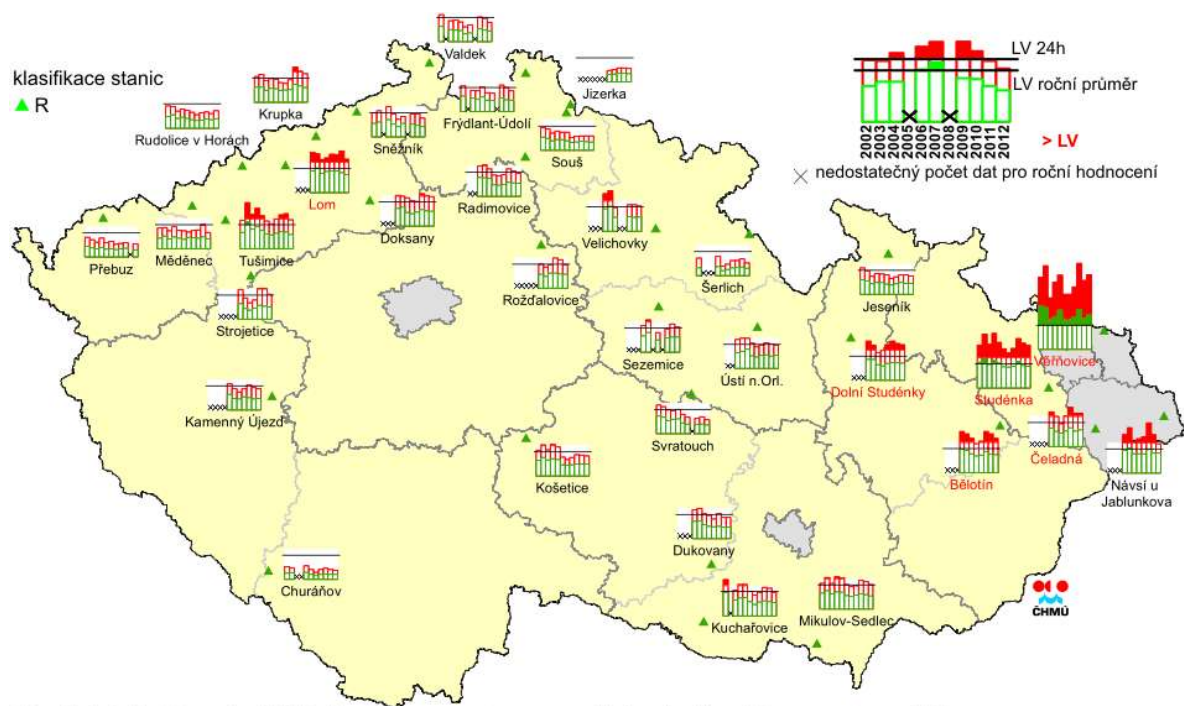 klasifikace stanic
R
LV 24h
LV roční průměr
2002
2003
2004
2005
2006
2007
2008
2009
2010
2011
2012
> LV
nedostatečný počet dat pro roční hodnocení
Valdek
Jizerka
Krupka
Rudolice v Horách
Sněžník
Frýdlant-Údolí
Souš
Lom
Radimovice
Doksany
Velichovky
Přebuz
Měděnec
Tušimice
Šerlich
Rožďalovice
Jeseník
Strojetice
Sezemice
Ústí n.Orl.
Dolní Studénky
Studénka
Věřňovice
Kamenný Újezd
Svratouch
Košetice
Bělotín
Čeladná
Návsí u
Jablunkova
Dukovany
Churáňov
Kuchařovice
Mikulov-Sedlec
ČHMÚ